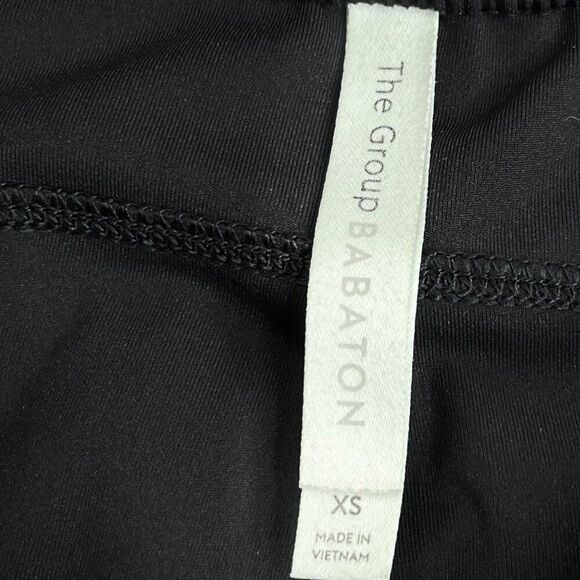 The Group BABATON
XS
MADE IN
VIETNAM